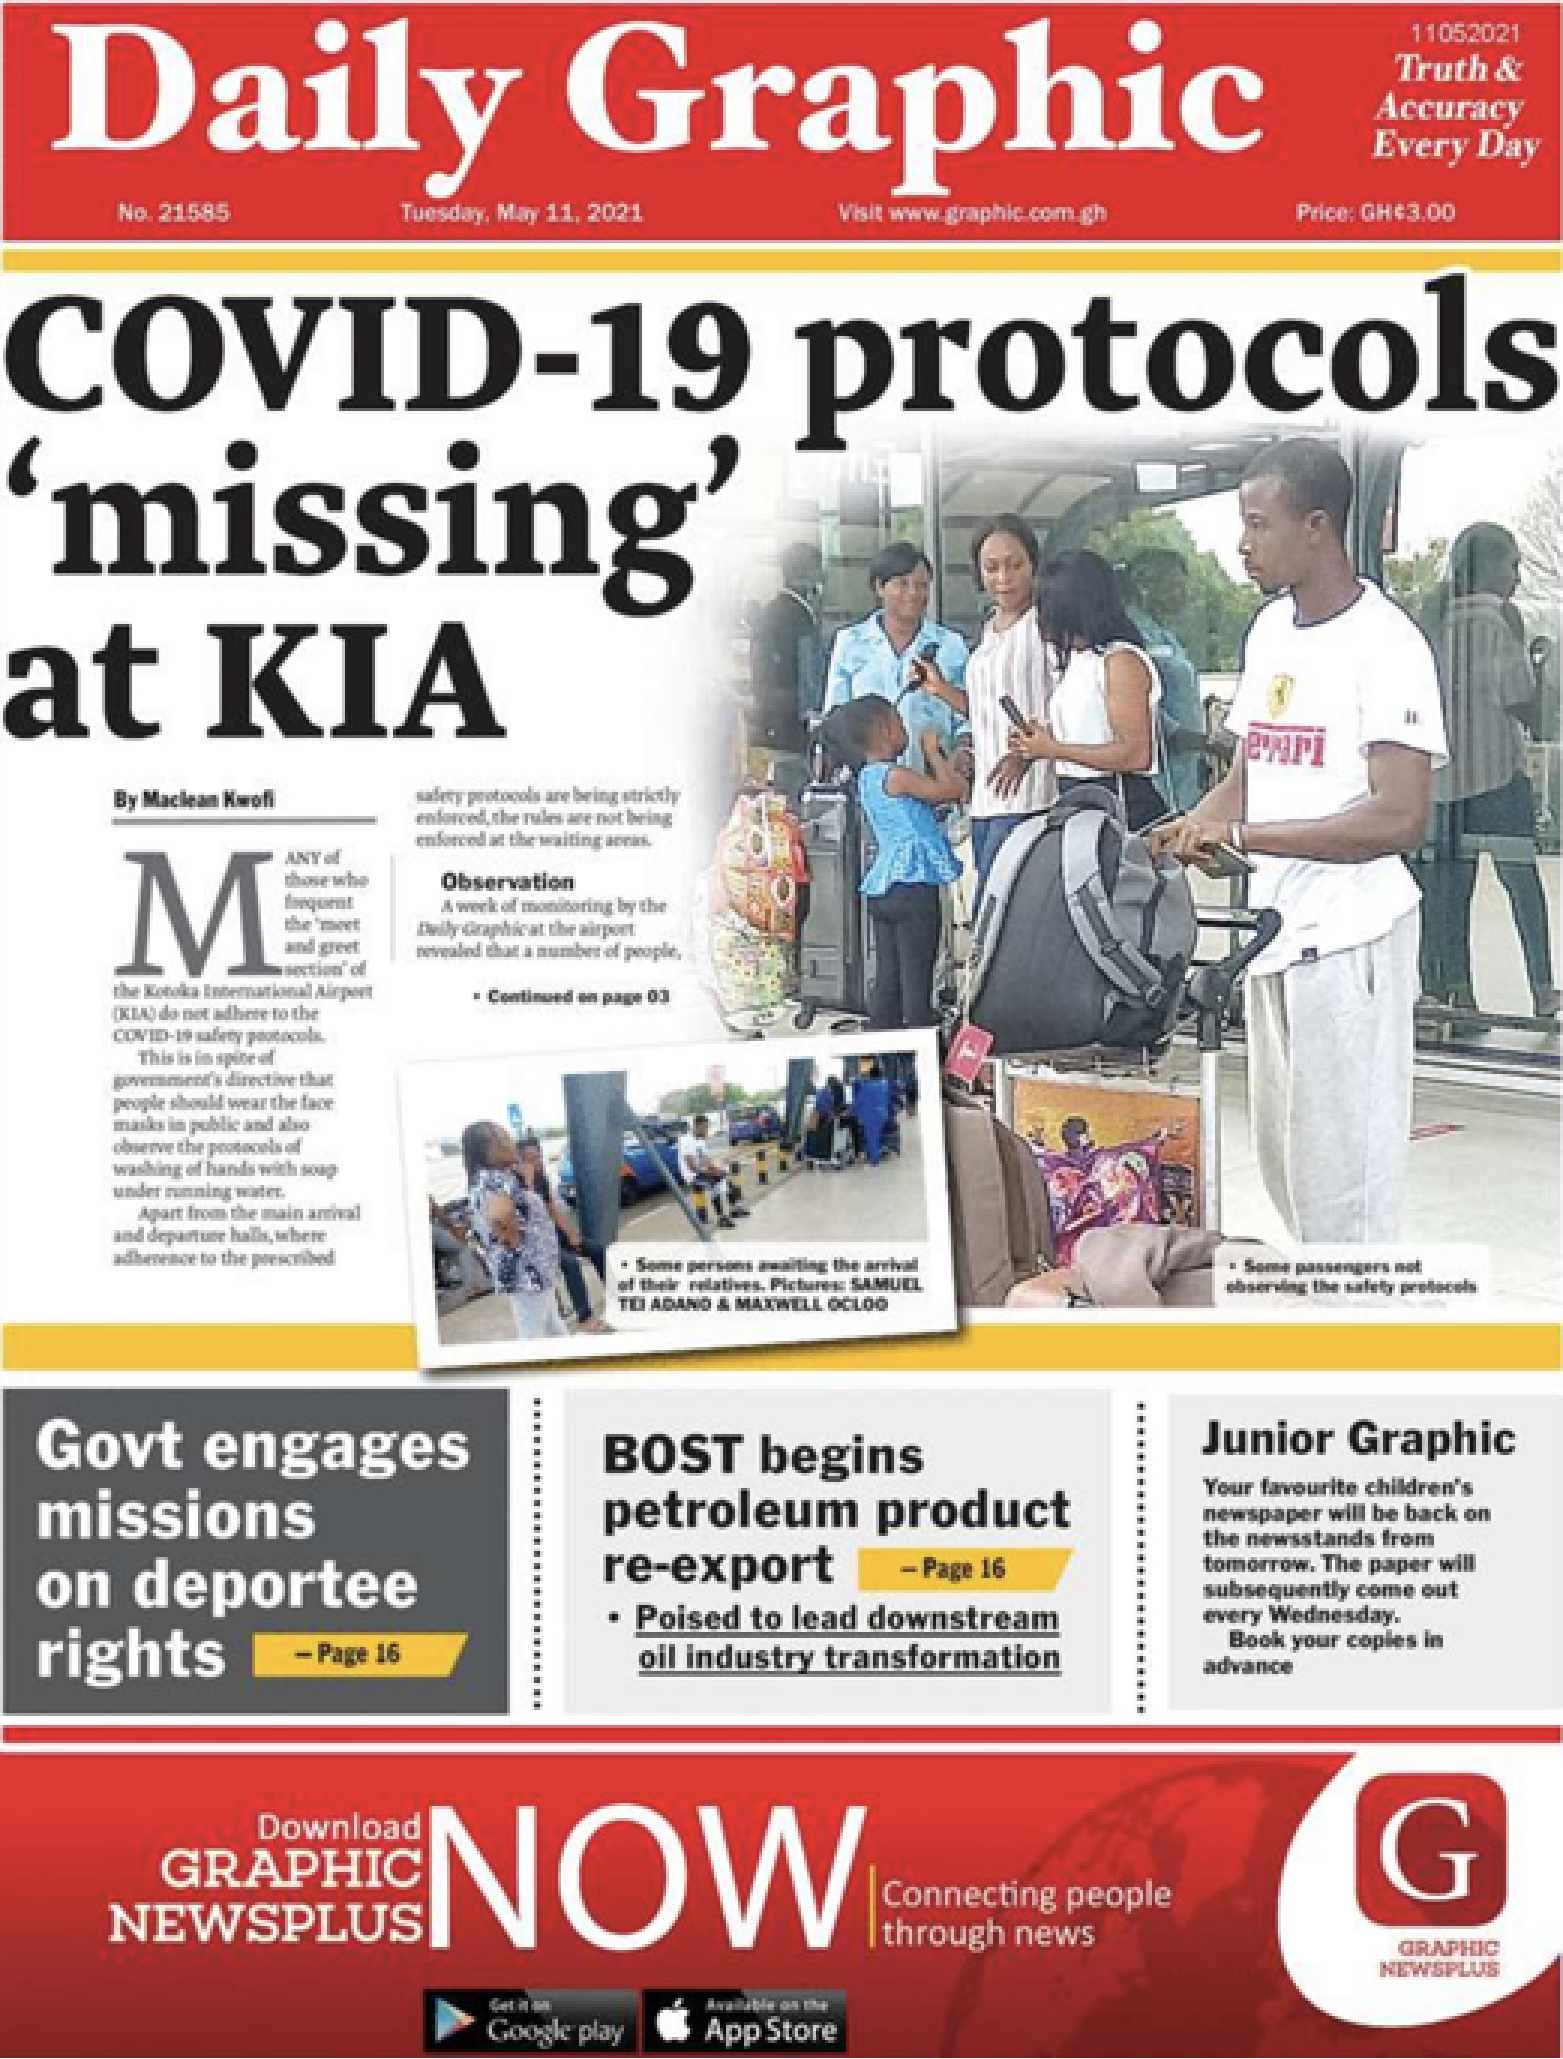 Daily Graphic
11052021
Truth &
Accuracy
Every Day
No. 21585
Tuesday, May 11, 2021
Visit www.graphic.com.gh
Price: GH¢3.00
COVID-19 protocols
‘missing’
at KIA
By Maclean Kwofi
MANY of
those who
frequent
the ‘meet
and greet
section’ of
the Kotoka International Airport
(KIA) do not adhere to the
COVID-19 safety protocols.
This is in spite of
government's directive that
people should wear the face
masks in public and also
observe the protocols of
washing of hands with soap
under running water.
Apart from the main arrival
and departure halls, where
adherence to the prescribed
safety protocols are being strictly
enforced, the rules are not being
enforced at the waiting areas.
Observation
A week of monitoring by the
Daily Graphic at the airport
revealed that a number of people,
• Continued on page 03
• Some persons awaiting the arrival
of their relatives. Pictures: SAMUEL
TEI ADANO & MAXWELL OCLOO
• Some passengers not
observing the safety protocols
Govt engages
missions
on deportee
rights – Page 16
BOST begins
petroleum product
re-export – Page 16
• Poised to lead downstream
oil industry transformation
Junior Graphic
Your favourite children's
newspaper will be back on
the newsstands from
tomorrow. The paper will
subsequently come out
every Wednesday.
Book your copies in
advance
Download
GRAPHIC
NEWSPLUS
NOW
Connecting people
through news
G
GRAPHIC
NEWSPLUS
Get it on
Google play
Available on the
App Store